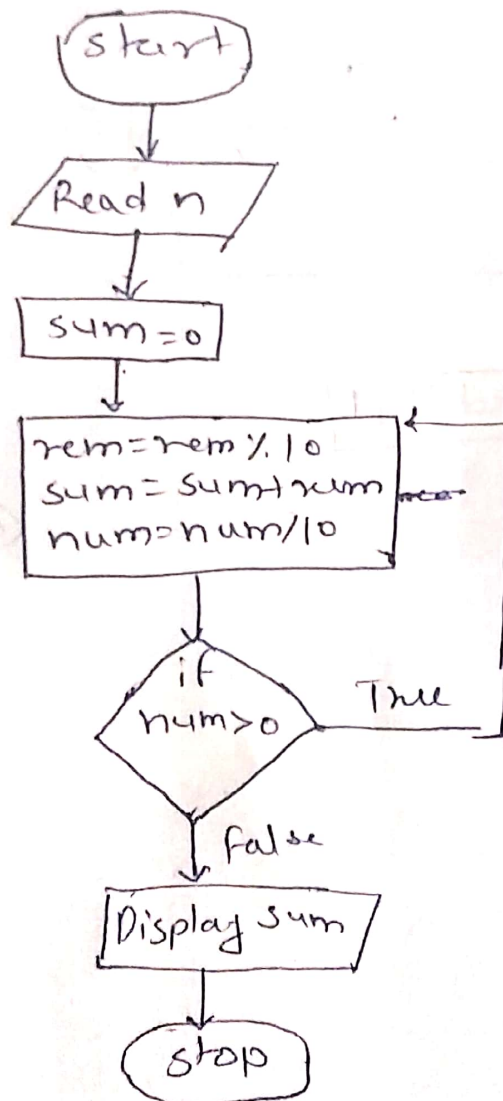 start
Read n
sum=0
rem=rem%10
sum=sum+rem
num=num/10
if
num>0
True
false
Display sum
stop